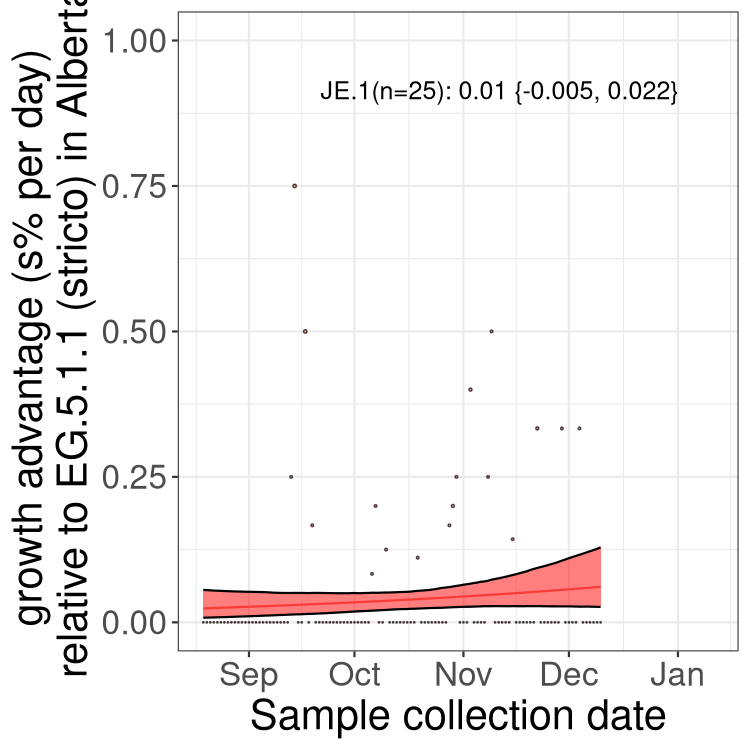 growth advantage (s% per day)
relative to EG.5.1.1 (stricto) in Alberta
1.00
0.75
0.50
0.25
0.00
JE.1(n=25): 0.01 {-0.005, 0.022}
Sep Oct Nov Dec Jan
Sample collection date